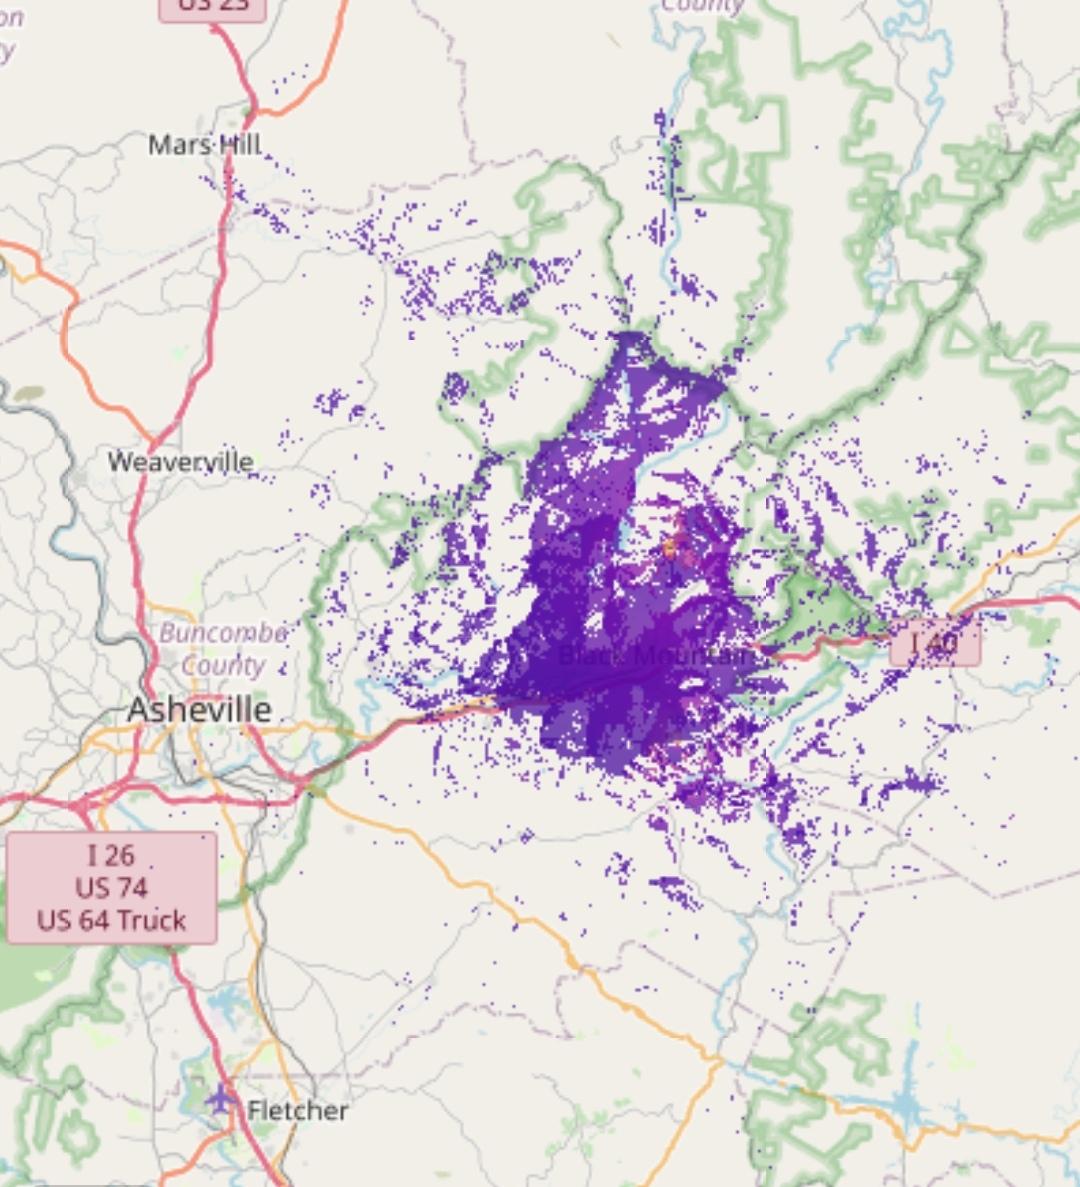 US 23
County
Mars Hill
Weaverville
Buncombe
County
Black Mountain
I 40
Asheville
I 26
US 74
US 64 Truck
Fletcher